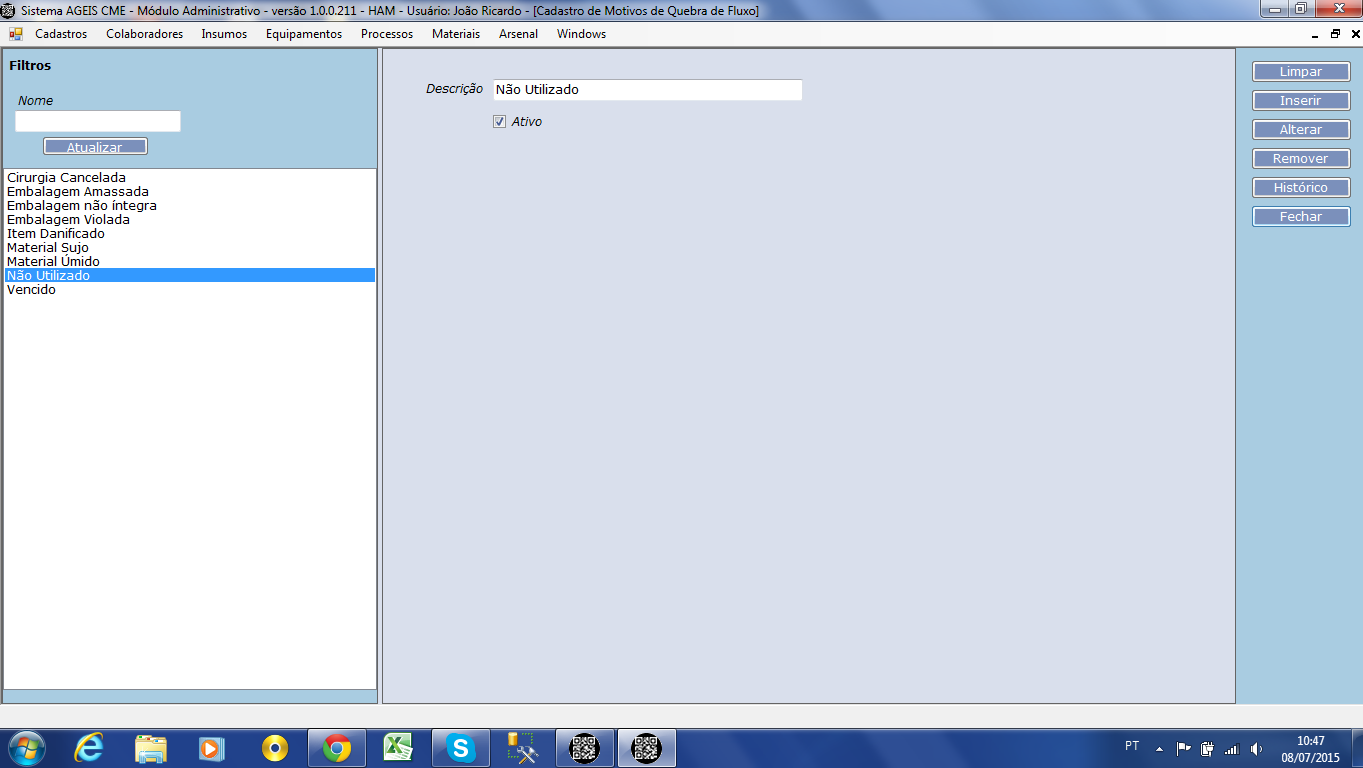 Sistema AGEIS CME - Módulo Administrativo - versão 1.0.0.211 - HAM - Usuário: João Ricardo - [Cadastro de Motivos de Quebra de Fluxo]
Cadastros Colaboradores Insumos Equipamentos Processos Materiais Arsenal Windows
Filtros
Nome
Atualizar
Cirurgia Cancelada
Embalagem Amassada
Embalagem não íntegra
Embalagem Violada
Item Danificado
Material Sujo
Material Úmido
Não Utilizado
Vencido
Descrição Não Utilizado
Ativo
Limpar
Inserir
Alterar
Remover
Histórico
Fechar
PT
10:47
08/07/2015